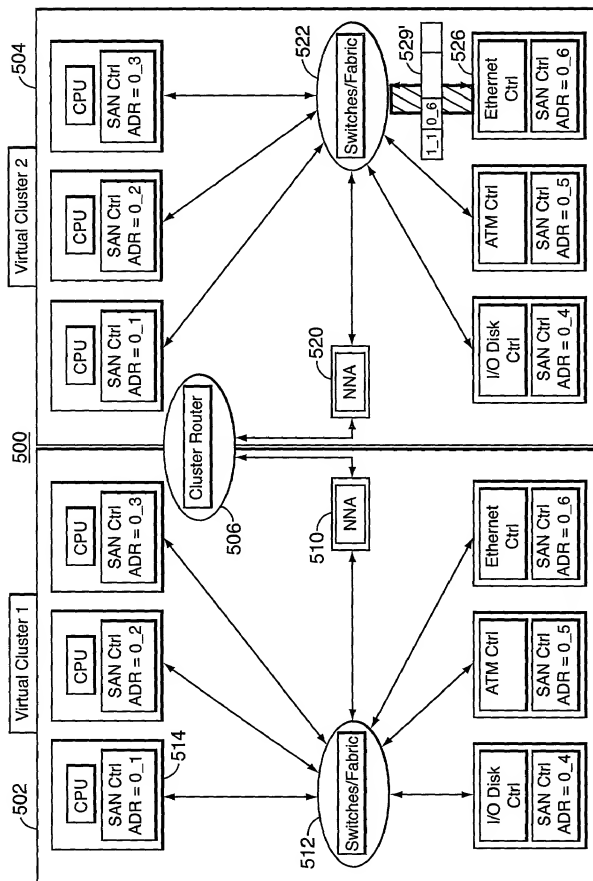 500
Virtual Cluster 1
Virtual Cluster 2
502
504
CPU
SAN Ctrl
ADR = 0_1
514
CPU
SAN Ctrl
ADR = 0_2
CPU
SAN Ctrl
ADR = 0_3
CPU
SAN Ctrl
ADR = 0_1
CPU
SAN Ctrl
ADR = 0_2
CPU
SAN Ctrl
ADR = 0_3
Cluster Router
506
512
Switches/Fabric
510
NNA
520
NNA
522
Switches/Fabric
529'
1_1
0_6
526
I/O Disk
Ctrl
SAN Ctrl
ADR = 0_4
ATM Ctrl
SAN Ctrl
ADR = 0_5
Ethernet
Ctrl
SAN Ctrl
ADR = 0_6
I/O Disk
Ctrl
SAN Ctrl
ADR = 0_4
ATM Ctrl
SAN Ctrl
ADR = 0_5
Ethernet
Ctrl
SAN Ctrl
ADR = 0_6